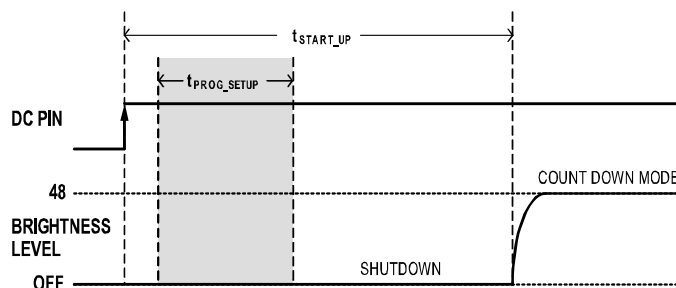 tSTART_UP
tPROG_SETUP
DC PIN
48
COUNT DOWN MODE
BRIGHTNESS
LEVEL
SHUTDOWN
OFF